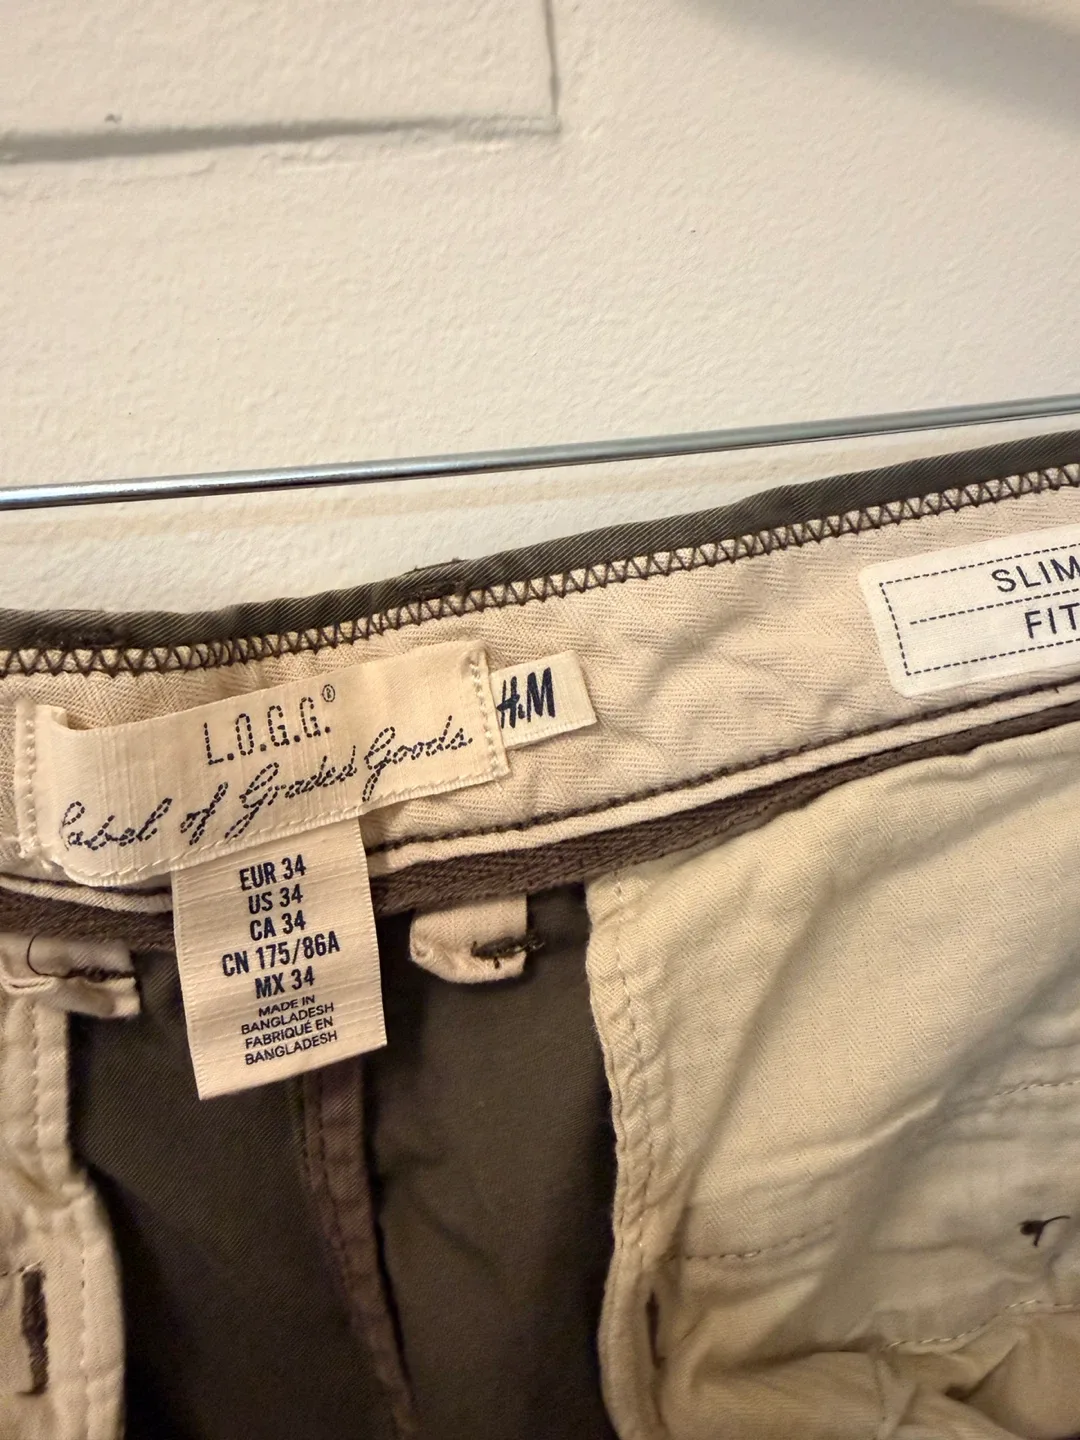 L.O.G.G.®
Label of Graded Goods
H&M
SLIM
FIT
EUR 34
US 34
CA 34
CN 175/86A
MX 34
MADE IN
BANGLADESH
FABRIQUÉ EN
BANGLADESH